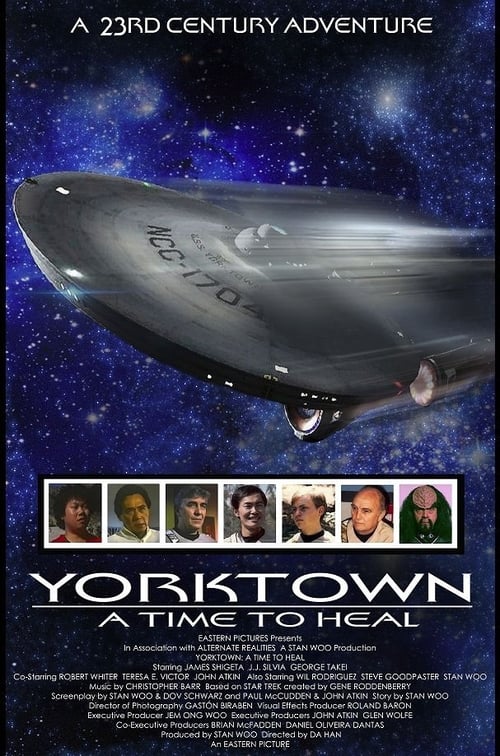 A 23RD CENTURY ADVENTURE
NCC-1704
YORKTOWN
A TIME TO HEAL
EASTERN PICTURES Presents
In Association with ALTERNATE REALITIES A STAN WOO Production
YORKTOWN: A TIME TO HEAL
Starring JAMES SHIGETA J.J. SILVIA GEORGE TAKEI
Co-Starring ROBERT WHITER TERESA E. VICTOR JOHN ATKIN Also Starring WIL RODRIGUEZ STEVE GOODPASTER STAN WOO
Music by CHRISTOPHER BARR Based on STAR TREK created by GENE RODDENBERRY
Screenplay by STAN WOO & DOV SCHWARZ and PAUL McCUDDEN & JOHN ATKIN Story by STAN WOO
Director of Photography GASTÓN BIRABEN Visual Effects Producer ROLAND BARON
Executive Producer JEM ONG WOO Executive Producers JOHN ATKIN GLEN WOLFE
Co-Executive Producers BRIAN McFADDEN DANIEL OLIVEIRA DANTAS
Produced by STAN WOO Directed by DA HAN
An EASTERN PICTURE